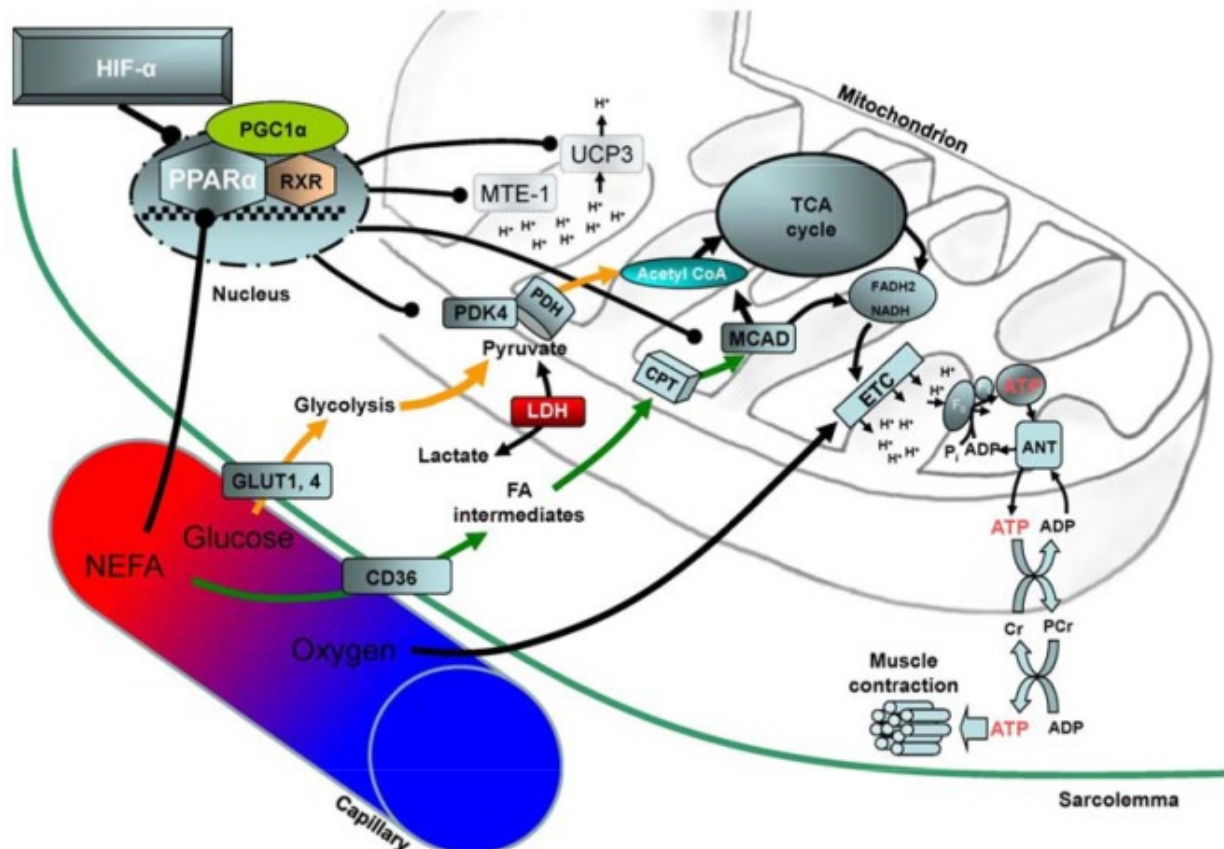 HIF-α
PGC1α
PPARα
RXR
Nucleus
H⁺
UCP3
MTE-1
H⁺ H⁺ H⁺
H⁺ H⁺ H⁺
H⁺ H⁺ H⁺
Mitochondrion
TCA
cycle
Acetyl CoA
FADH2
NADH
PDK4
PDH
Pyruvate
MCAD
CPT
LDH
Lactate
Glycolysis
GLUT1, 4
Glucose
NEFA
FA
intermediates
CD36
Oxygen
Capillary
ETC
H⁺
H⁺
H⁺
H⁺ H⁺
H⁺ H⁺
H⁺
ATP
Pi
ADP
ANT
ATP
ADP
Cr
PCr
Muscle
contraction
ATP
ADP
Sarcolemma